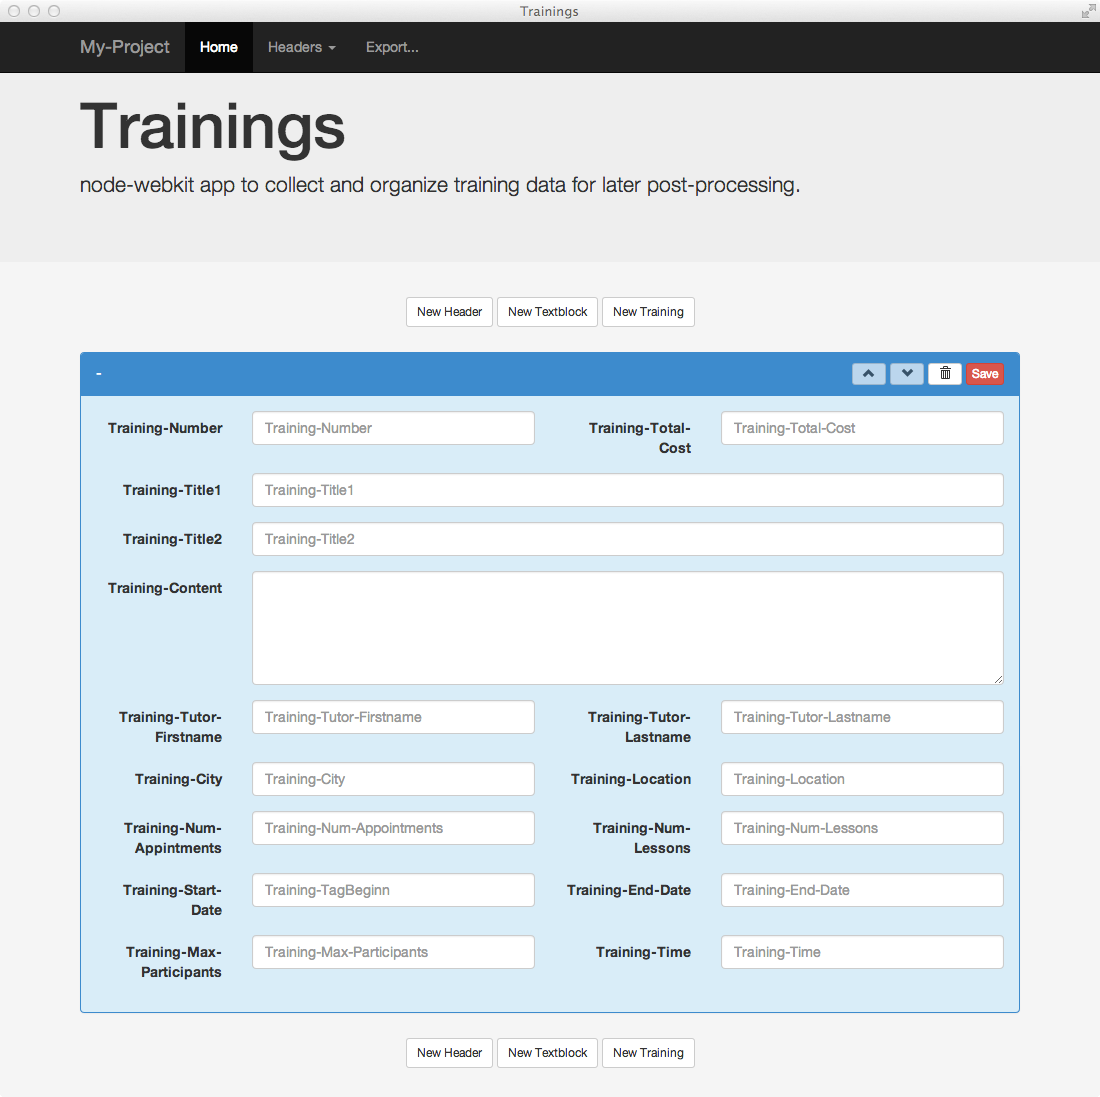 Trainings
My-Project Home Headers Export...
Trainings
node-webkit app to collect and organize training data for later post-processing.
New Header New Textblock New Training
- Save
Training-Number Training-Number Training-Total-Cost Training-Total-Cost
Training-Title1 Training-Title1
Training-Title2 Training-Title2
Training-Content
Training-Tutor-Firstname Training-Tutor-Firstname Training-Tutor-Lastname Training-Tutor-Lastname
Training-City Training-City Training-Location Training-Location
Training-Num-Appintments Training-Num-Appointments Training-Num-Lessons Training-Num-Lessons
Training-Start-Date Training-TagBeginn Training-End-Date Training-End-Date
Training-Max-Participants Training-Max-Participants Training-Time Training-Time
New Header New Textblock New Training